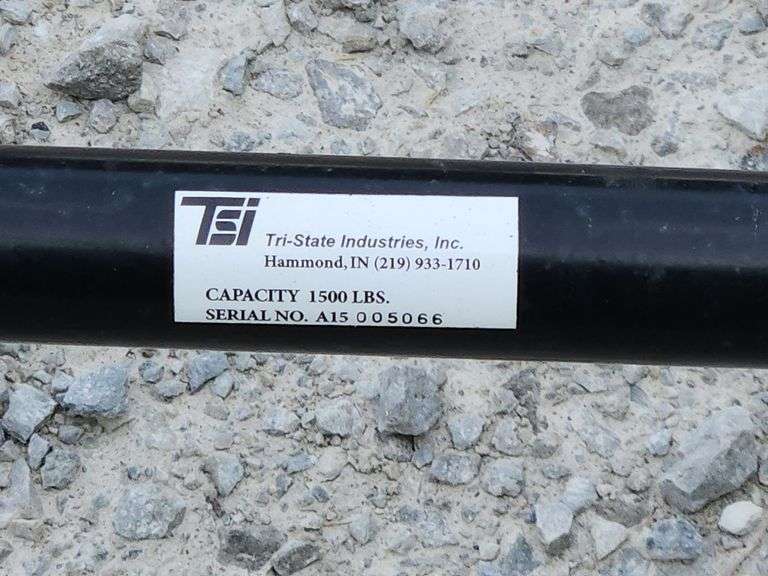 TSI
Tri-State Industries, Inc.
Hammond, IN (219) 933-1710
CAPACITY 1500 LBS.
SERIAL NO. A15 005066